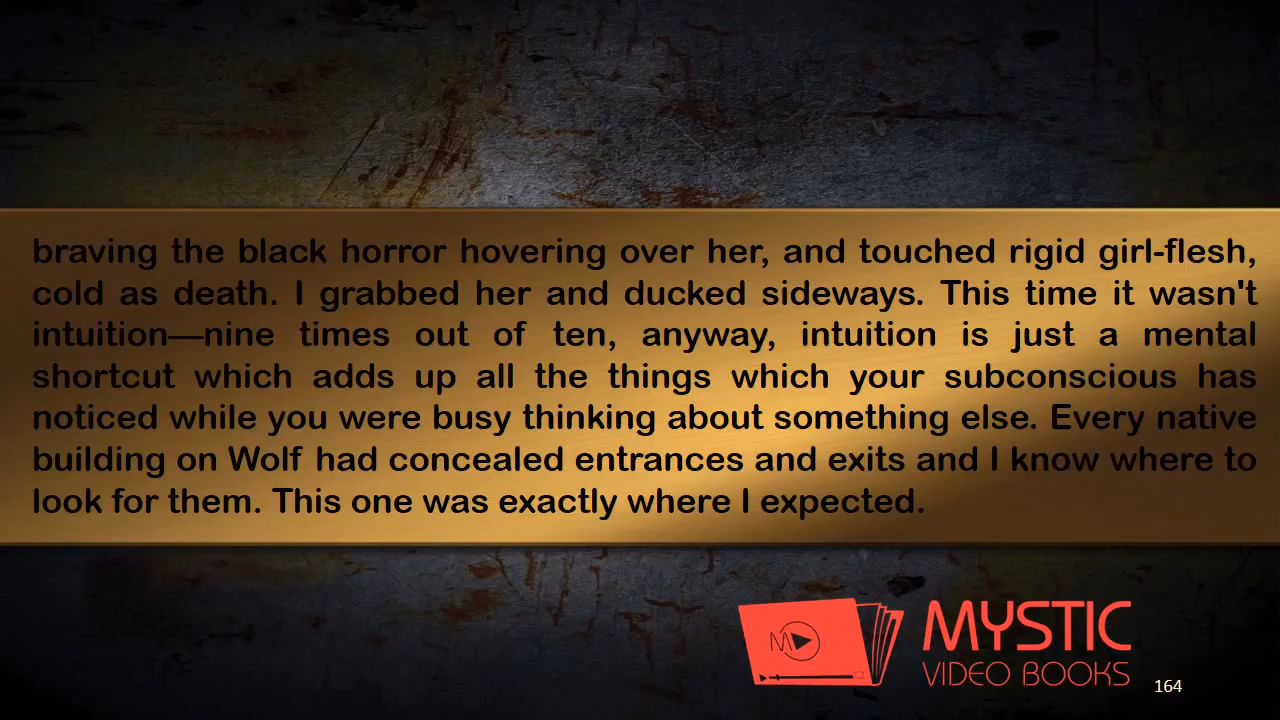 braving the black horror hovering over her, and touched rigid girl-flesh,
cold as death. I grabbed her and ducked sideways. This time it wasn't
intuition—nine times out of ten, anyway, intuition is just a mental
shortcut which adds up all the things which your subconscious has
noticed while you were busy thinking about something else. Every native
building on Wolf had concealed entrances and exits and I know where to
look for them. This one was exactly where I expected.
M
MYSTIC
VIDEO BOOKS
164